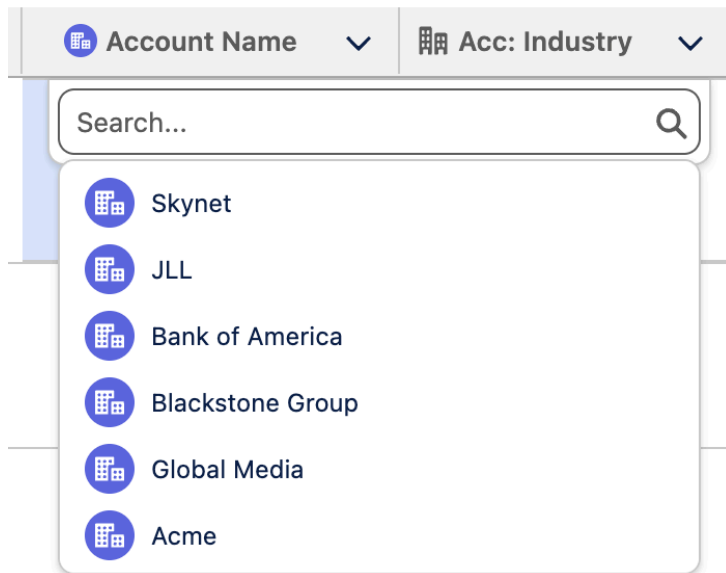 Account Name Acc: Industry
Search...
Skynet
JLL
Bank of America
Blackstone Group
Global Media
Acme